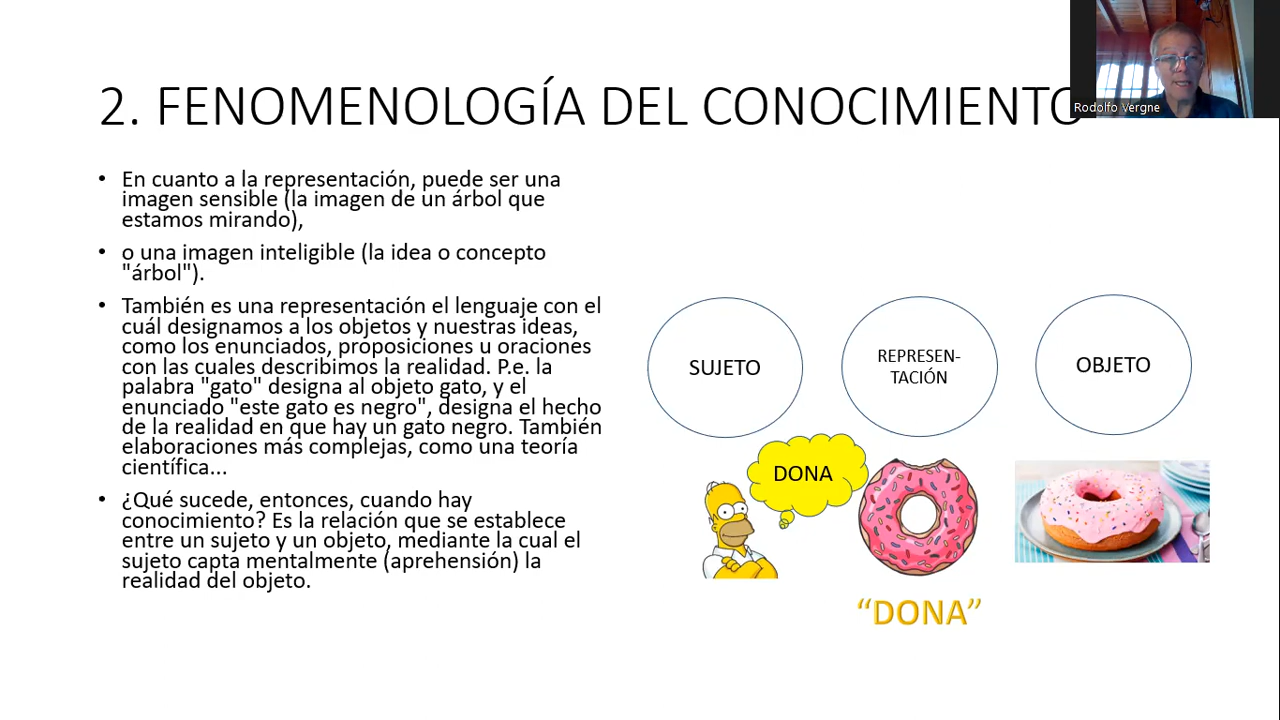 2. FENOMENOLOGÍA DEL CONOCIMIENTO
Rodolfo Vergne
• En cuanto a la representación, puede ser una
imagen sensible (la imagen de un árbol que
estamos mirando),
• o una imagen inteligible (la idea o concepto
"árbol").
• También es una representación el lenguaje con el
cuál designamos a los objetos y nuestras ideas,
como los enunciados, proposiciones u oraciones
con las cuales describimos la realidad. P.e. la
palabra "gato" designa al objeto gato, y el
enunciado "este gato es negro", designa el hecho
de la realidad en que hay un gato negro. También
elaboraciones más complejas, como una teoría
científica...
• ¿Qué sucede, entonces, cuando hay
conocimiento? Es la relación que se establece
entre un sujeto y un objeto, mediante la cual el
sujeto capta mentalmente (aprehensión) la
realidad del objeto.
SUJETO
REPRESEN-
TACIÓN
OBJETO
DONA
“DONA”